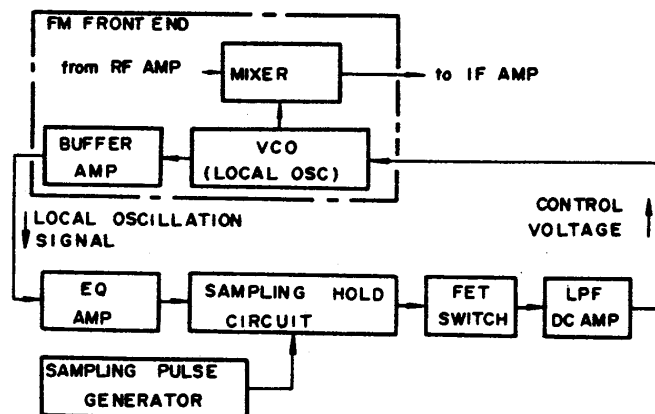 FM FRONT END
from RF AMP
MIXER
to IF AMP
BUFFER
AMP
VCO
(LOCAL OSC)
LOCAL OSCILLATION
SIGNAL
CONTROL
VOLTAGE
EQ
AMP
SAMPLING HOLD
CIRCUIT
FET
SWITCH
LPF
DC AMP
SAMPLING PULSE
GENERATOR